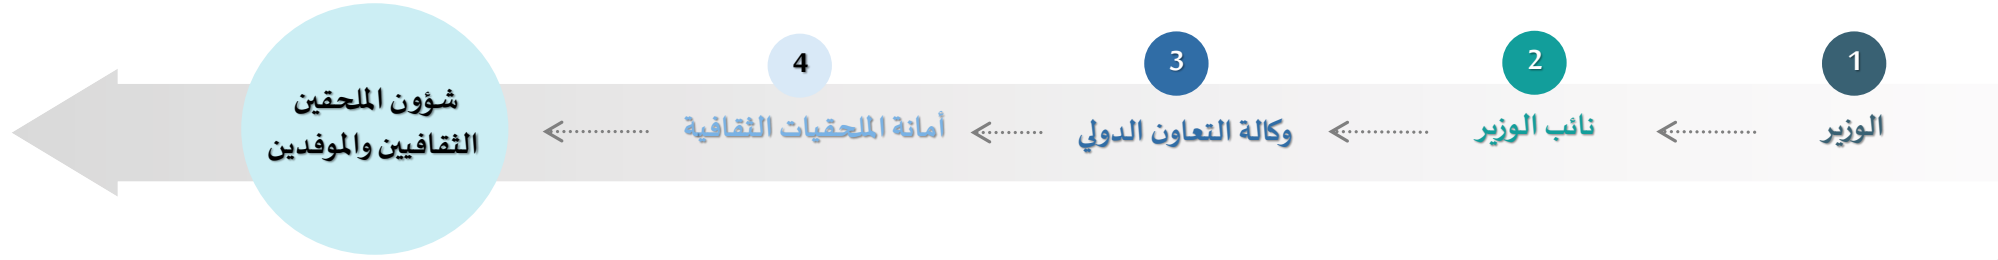 1
الوزير
2
نائب الوزير
3
وكالة التعاون الدولي
4
أمانة الملحقيات الثقافية
شؤون الملحقين
الثقافيين والموفدين